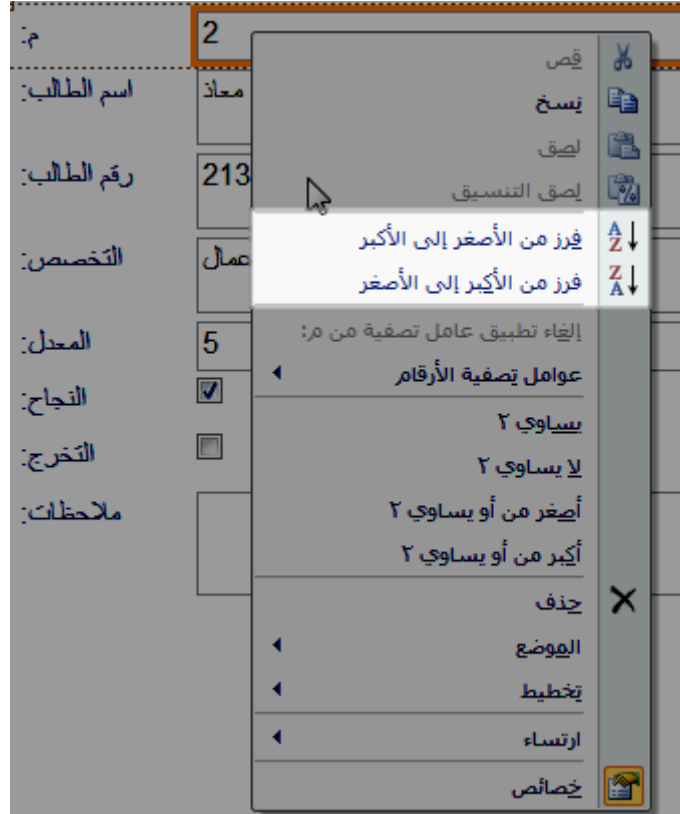 م: 2
اسم الطالب: معاذ
رقم الطالب: 213
التخصص: عمال
المعدل: 5
النجاح:
التخرج:
ملاحظات:
قص
نسخ
لصق
لصق التنسيق
فرز من الأصغر إلى الأكبر
فرز من الأكبر إلى الأصغر
إلغاء تطبيق عامل تصفية من م:
عوامل تصفية الأرقام
يساوي ٢
لا يساوي ٢
أصغر من أو يساوي ٢
أكبر من أو يساوي ٢
حذف
الموضع
تخطيط
ارتساء
خصائص